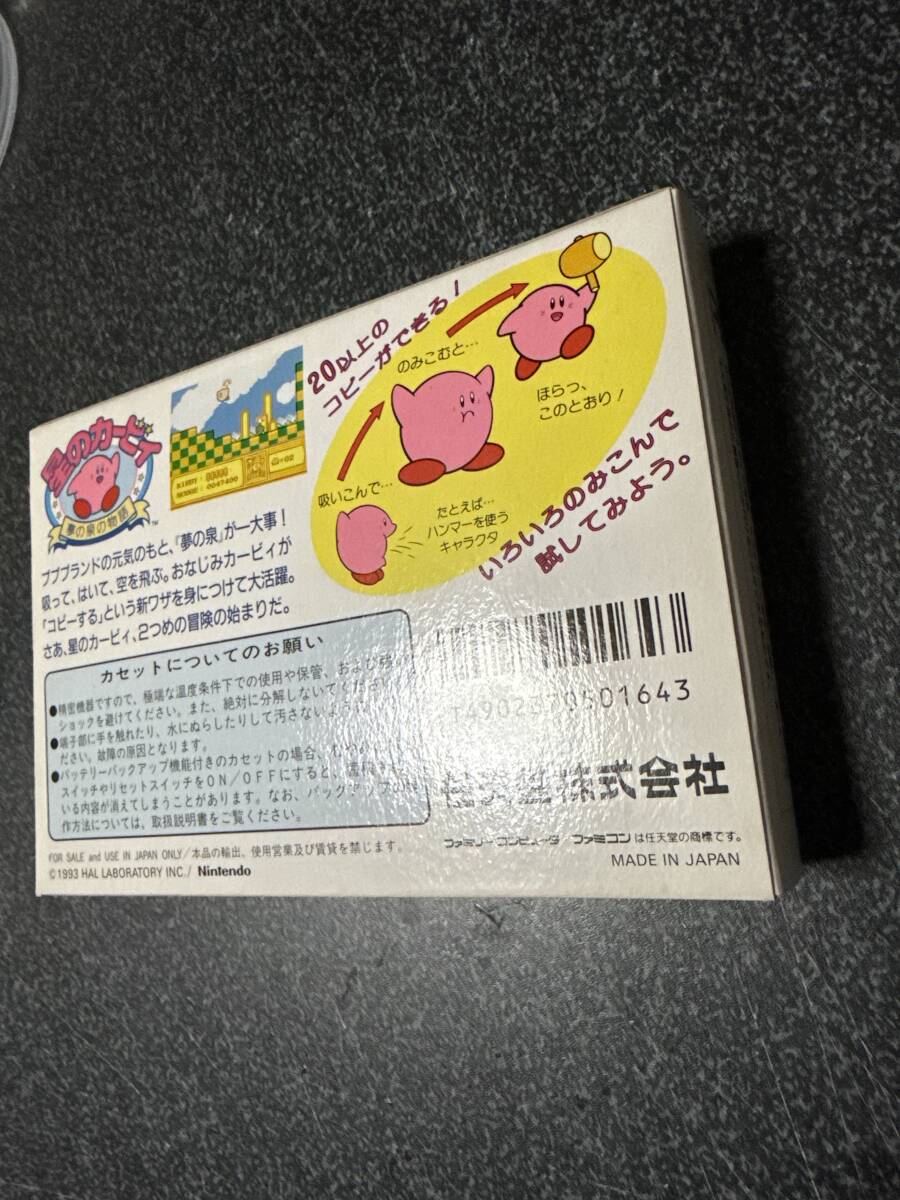 星のカービィ
夢の泉の物語
TM
20以上の
コピーができる!
吸いこんで…
のみこむと…
ほらっ、
このとおり!
たとえば…
ハンマーを使う
キャラクタ
いろいろのみこんで
試してみよう。
ププブランドの元気のもと、『夢の泉』が一大事!
吸って、はいて、空を飛ぶ。おなじみカービィが
「コピーする」という新ワザを身につけて大活躍。
さあ、星のカービィ、2つめの冒険の始まりだ。
カセットについてのお願い
●精密機器ですので、極端な温度条件下での使用や保管、および強い
ショックを避けてください。また、絶対に分解しないでください。
●端子部に手を触れたり、水にぬらしたりして汚さないように
ださい。故障の原因となります。
●バッテリーバックアップ機能付きのカセットの場合、むやみに
スイッチやリセットスイッチをON/OFFにすると、
いる内容が消えてしまうことがあります。なお、バックアップ
作方法については、取扱説明書をご覧ください。
FOR SALE and USE IN JAPAN ONLY/本品の輸出、使用営業及び賃貸を禁じます。
©1993 HAL LABORATORY INC./ Nintendo
任天堂株式会社
ファミリーコンピュータ・ファミコンは任天堂の商標です。
MADE IN JAPAN